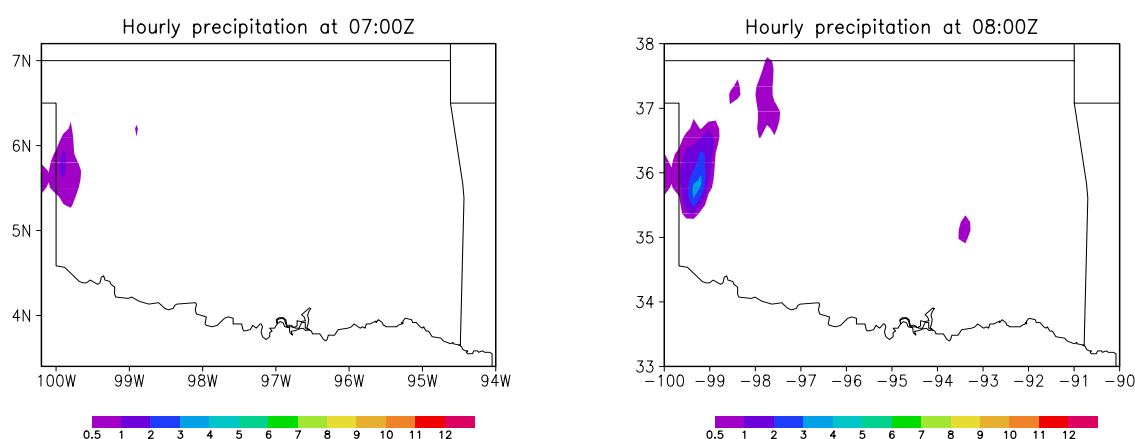 Hourly precipitation at 07:00Z
7N
6N
5N
4N
100W 99W 98W 97W 96W 95W 94W
0.5 1 2 3 4 5 6 7 8 9 10 11 12
Hourly precipitation at 08:00Z
38
37
36
35
34
33
−100 −99 −98 −97 −96 −95 −94 −93 −92 −91 −90
0.5 1 2 3 4 5 6 7 8 9 10 11 12